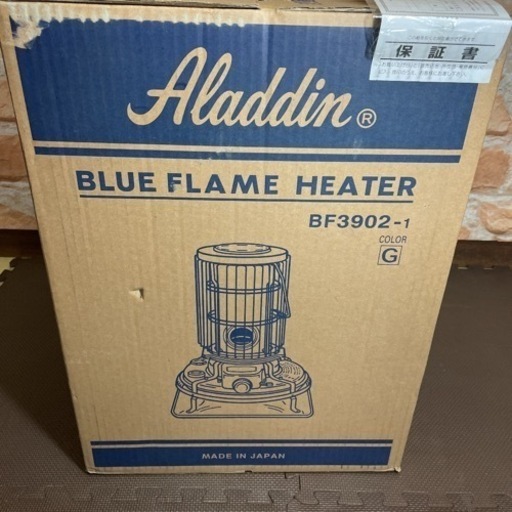 保証書
Aladdin®
BLUE FLAME HEATER
BF3902-1
COLOR
G
MADE IN JAPAN